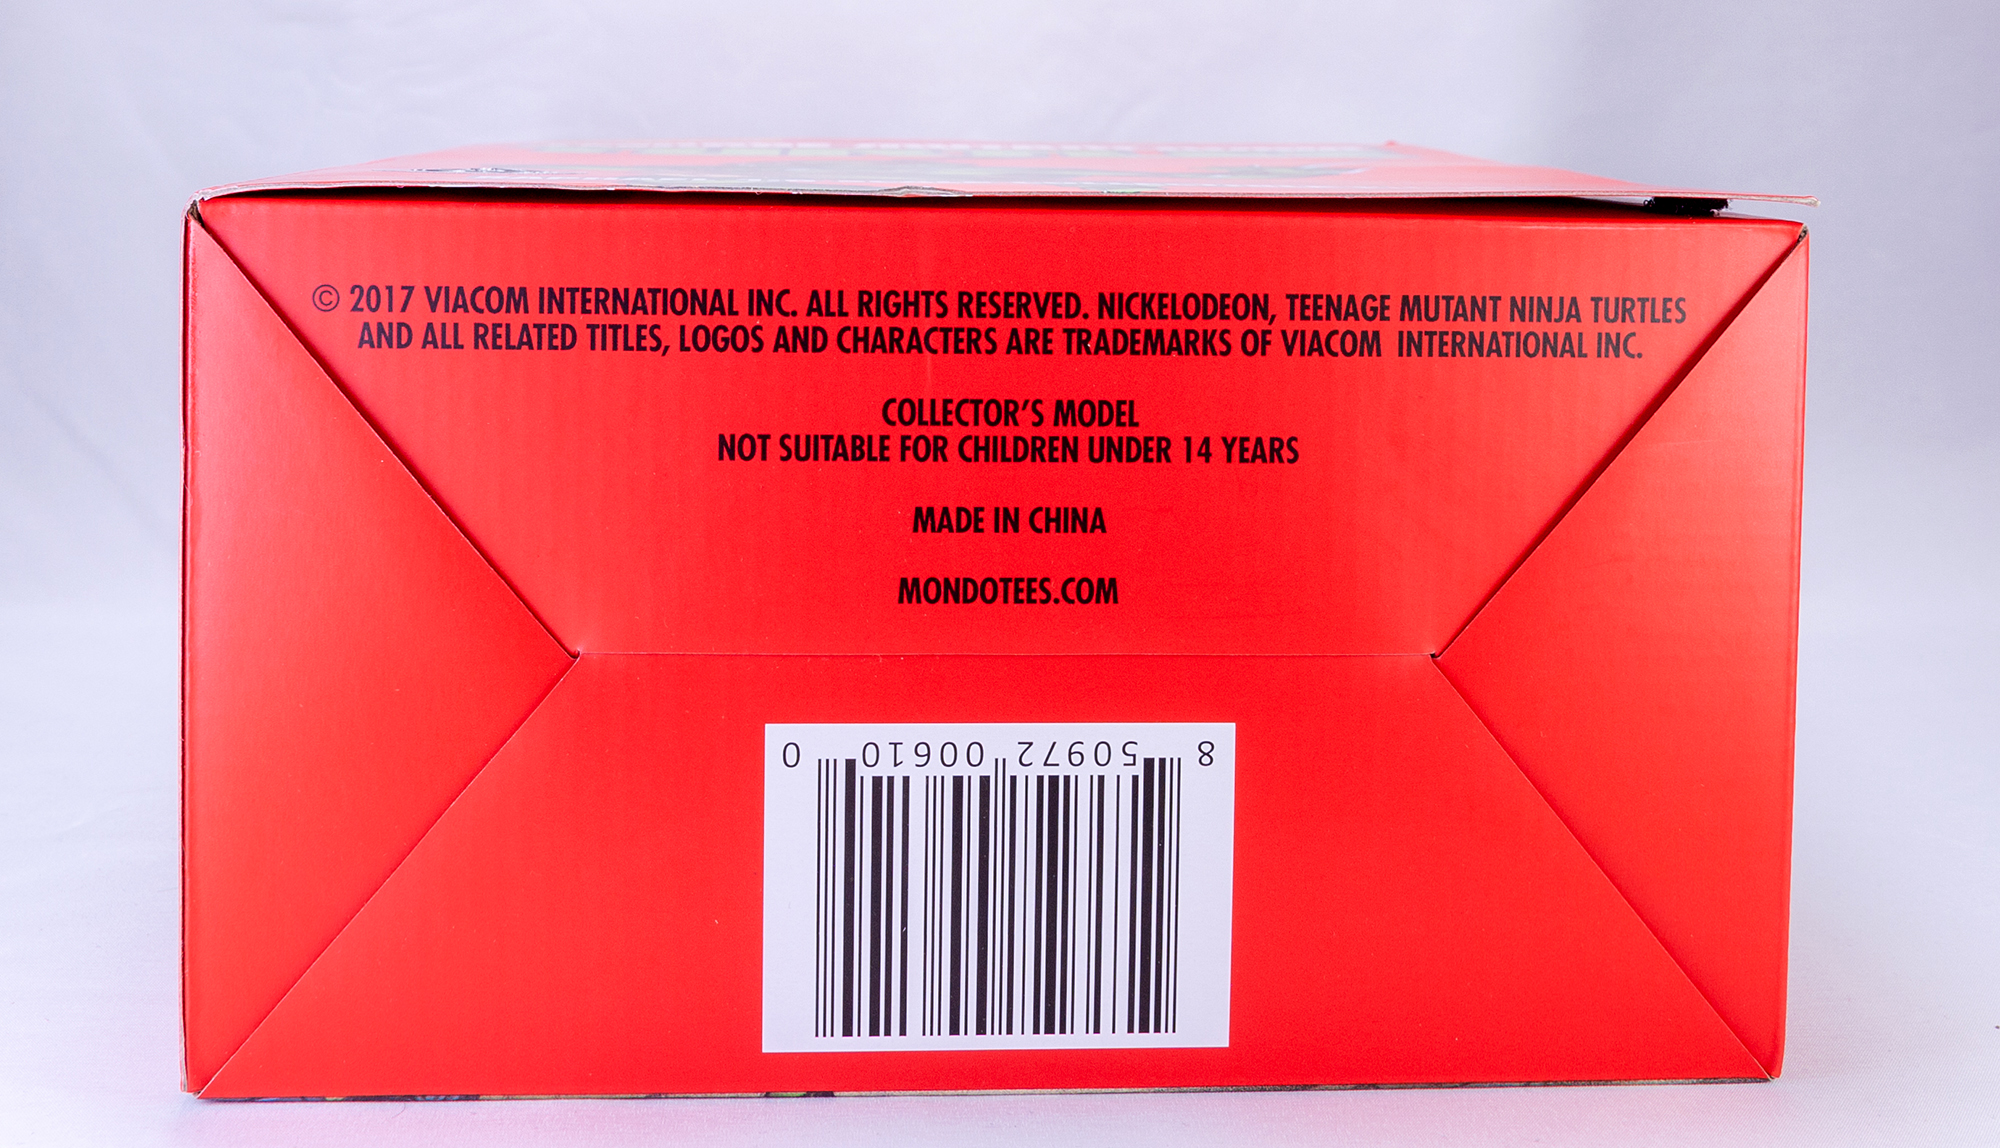 © 2017 VIACOM INTERNATIONAL INC. ALL RIGHTS RESERVED. NICKELODEON, TEENAGE MUTANT NINJA TURTLES
AND ALL RELATED TITLES, LOGOS AND CHARACTERS ARE TRADEMARKS OF VIACOM INTERNATIONAL INC.
COLLECTOR'S MODEL
NOT SUITABLE FOR CHILDREN UNDER 14 YEARS
MADE IN CHINA
MONDOTEES.COM
8 50972 00610 0